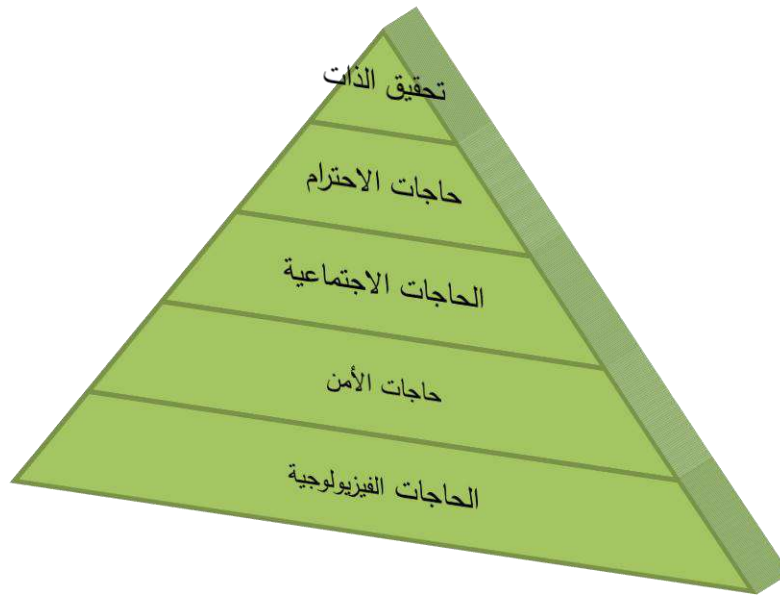 تحقيق الذات
حاجات الاحترام
الحاجات الاجتماعية
حاجات الأمن
الحاجات الفيزيولوجية